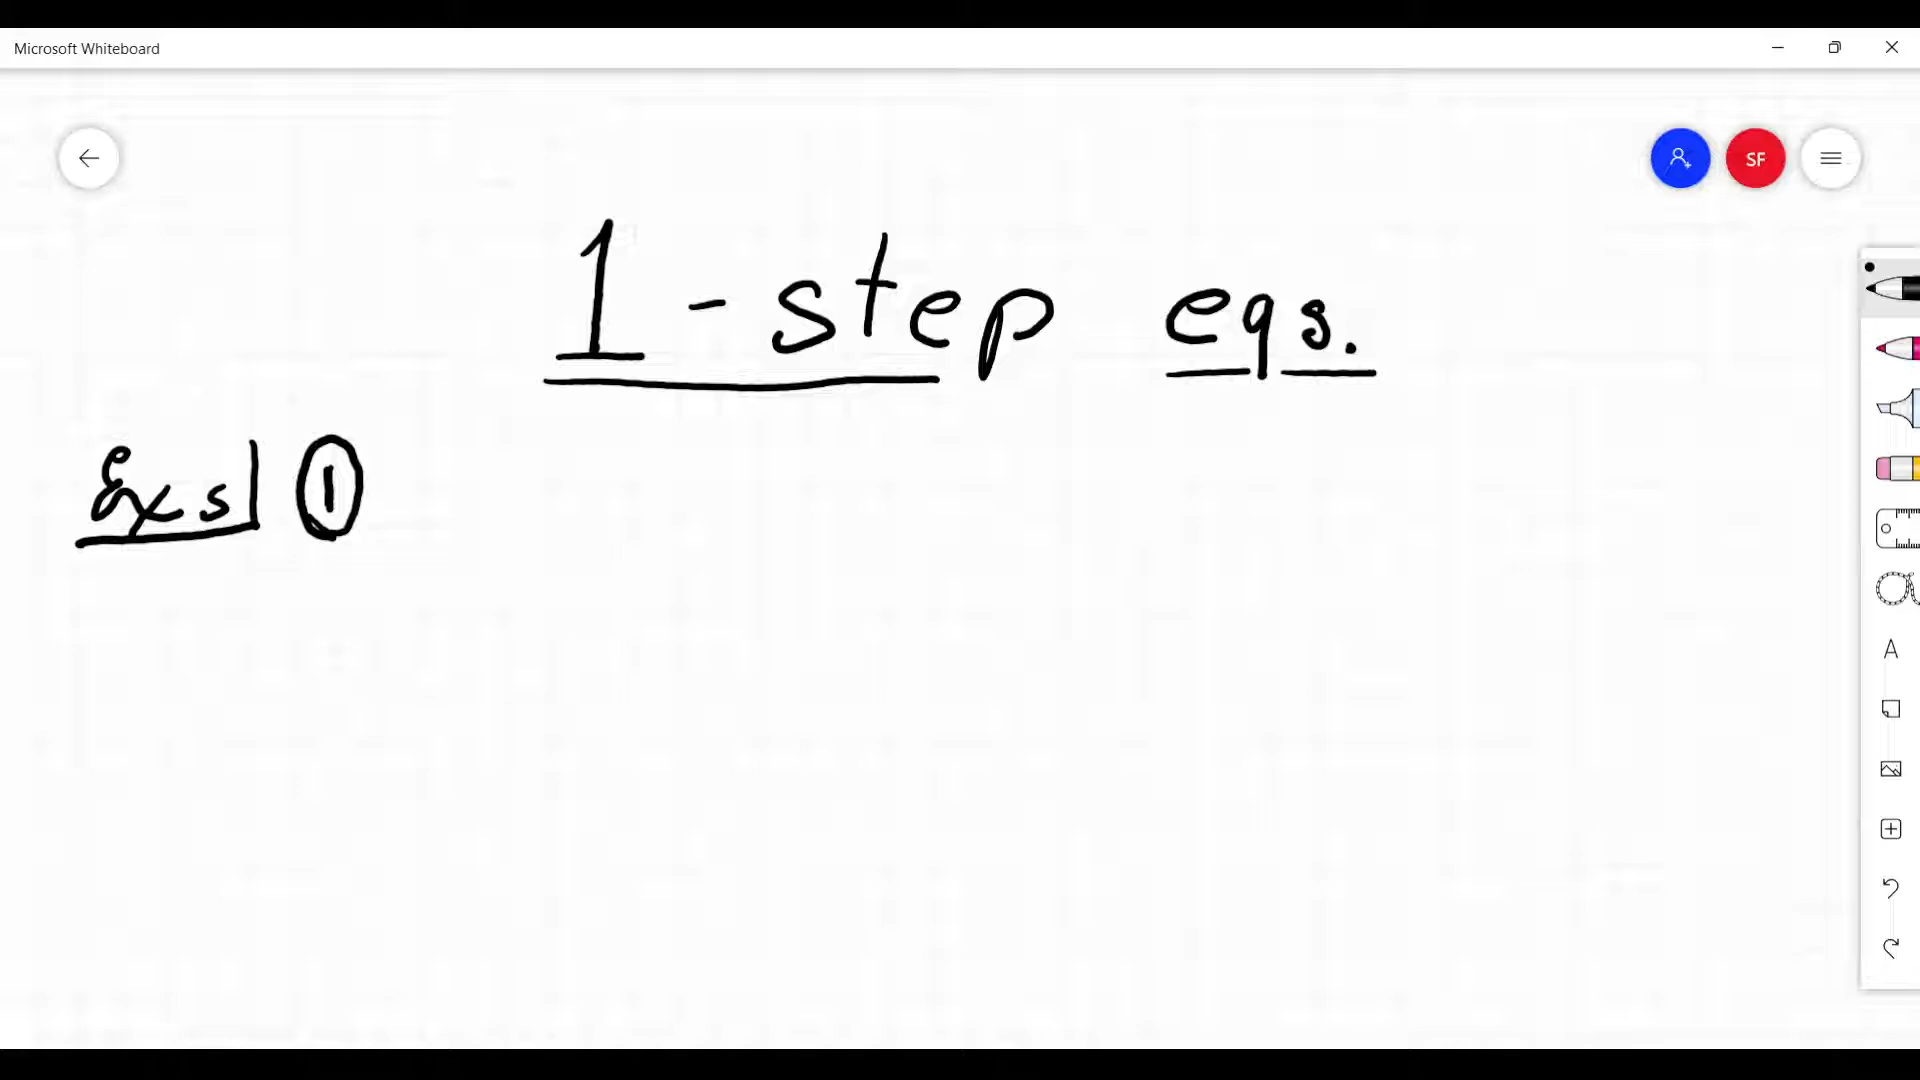 Microsoft Whiteboard
SF
1 - step eqs.
Exs ①
A